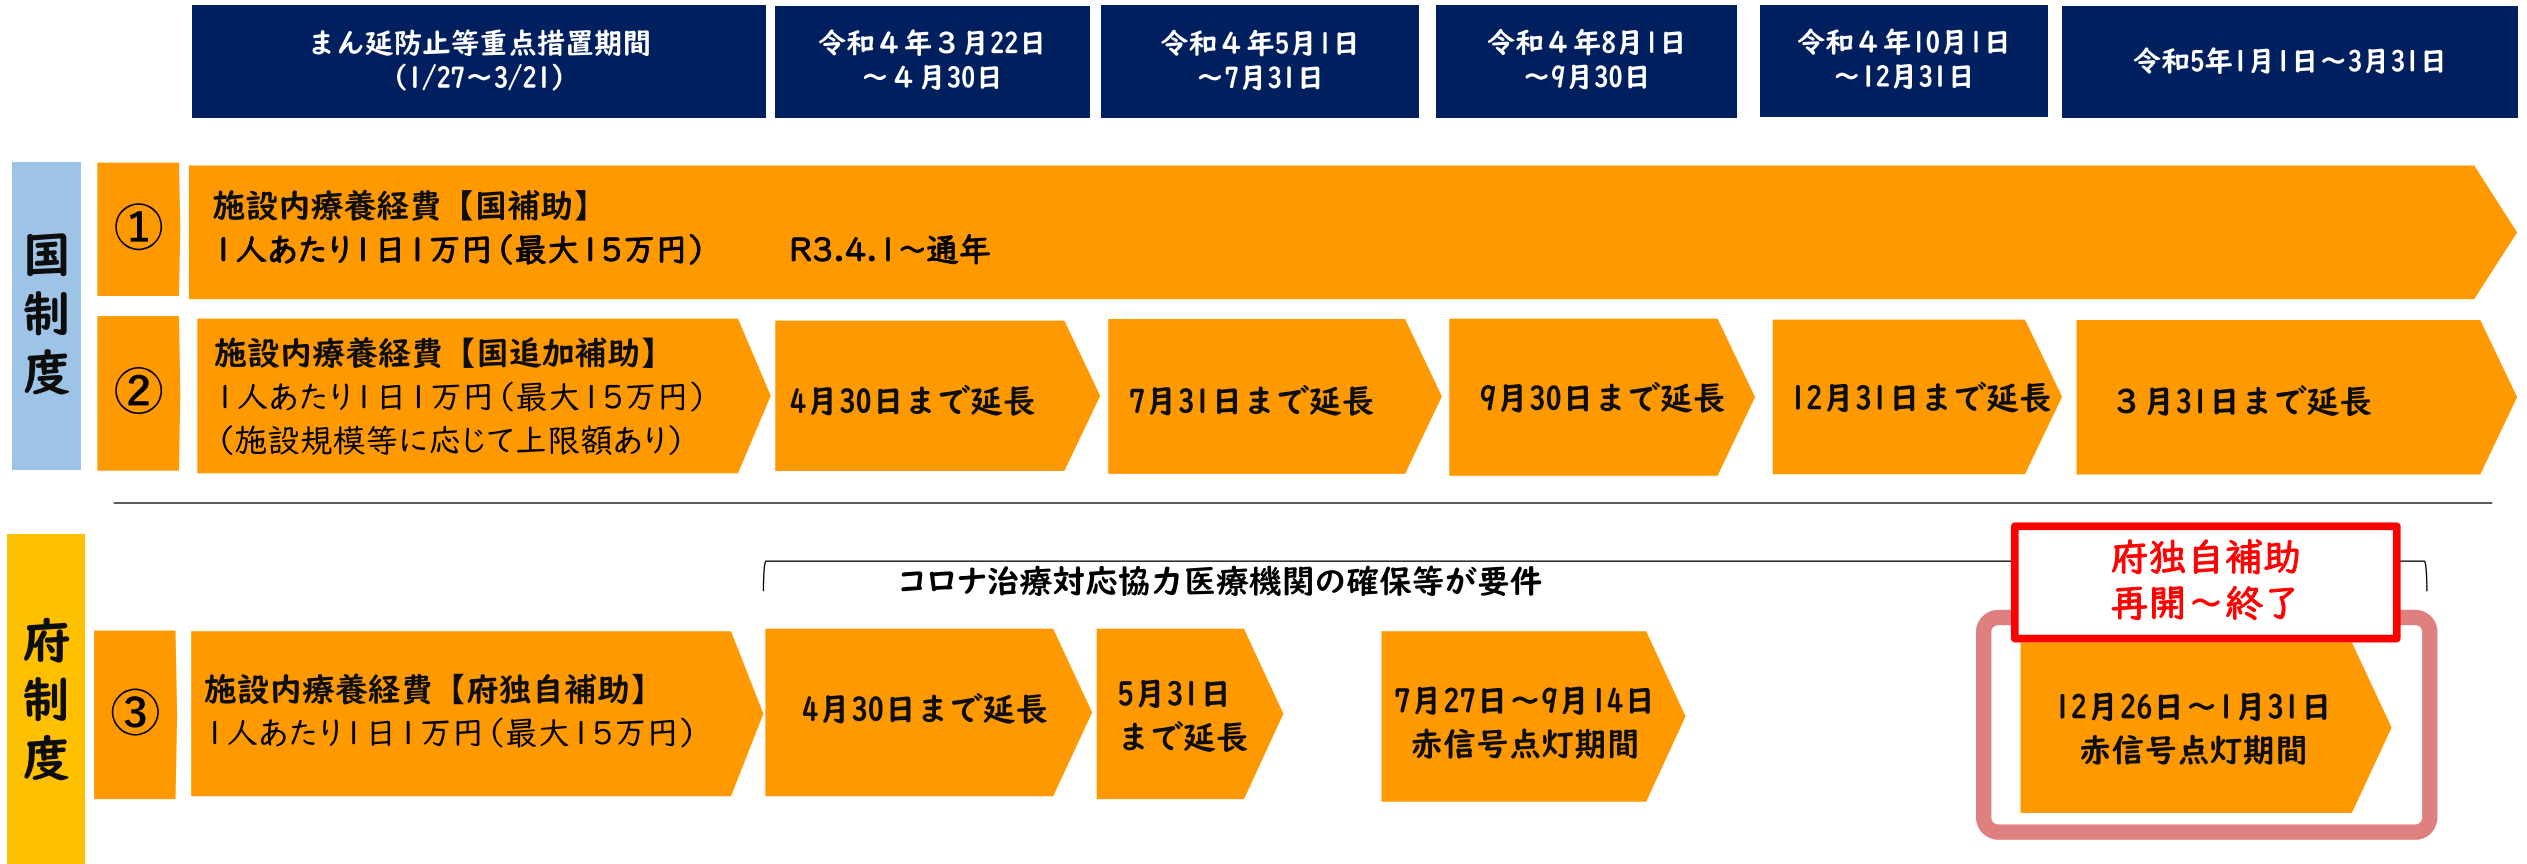 まん延防止等重点措置期間
(1/27～3/21)
令和４年３月22日
～４月30日
令和４年5月1日
～7月31日
令和４年8月1日
～9月30日
令和４年10月1日
～12月31日
令和5年1月1日～3月31日
国制度
①
施設内療養経費【国補助】
1人あたり1日1万円(最大15万円)　　R3.4.1～通年
②
施設内療養経費【国追加補助】
1人あたり1日1万円(最大15万円)
(施設規模等に応じて上限額あり)
4月30日まで延長
7月31日まで延長
9月30日まで延長
12月31日まで延長
３月31日まで延長
府制度
コロナ治療対応協力医療機関の確保等が要件
府独自補助
再開～終了
③
施設内療養経費【府独自補助】
1人あたり1日1万円(最大15万円)
4月30日まで延長
5月31日
まで延長
7月27日～9月14日
赤信号点灯期間
12月26日～1月31日
赤信号点灯期間